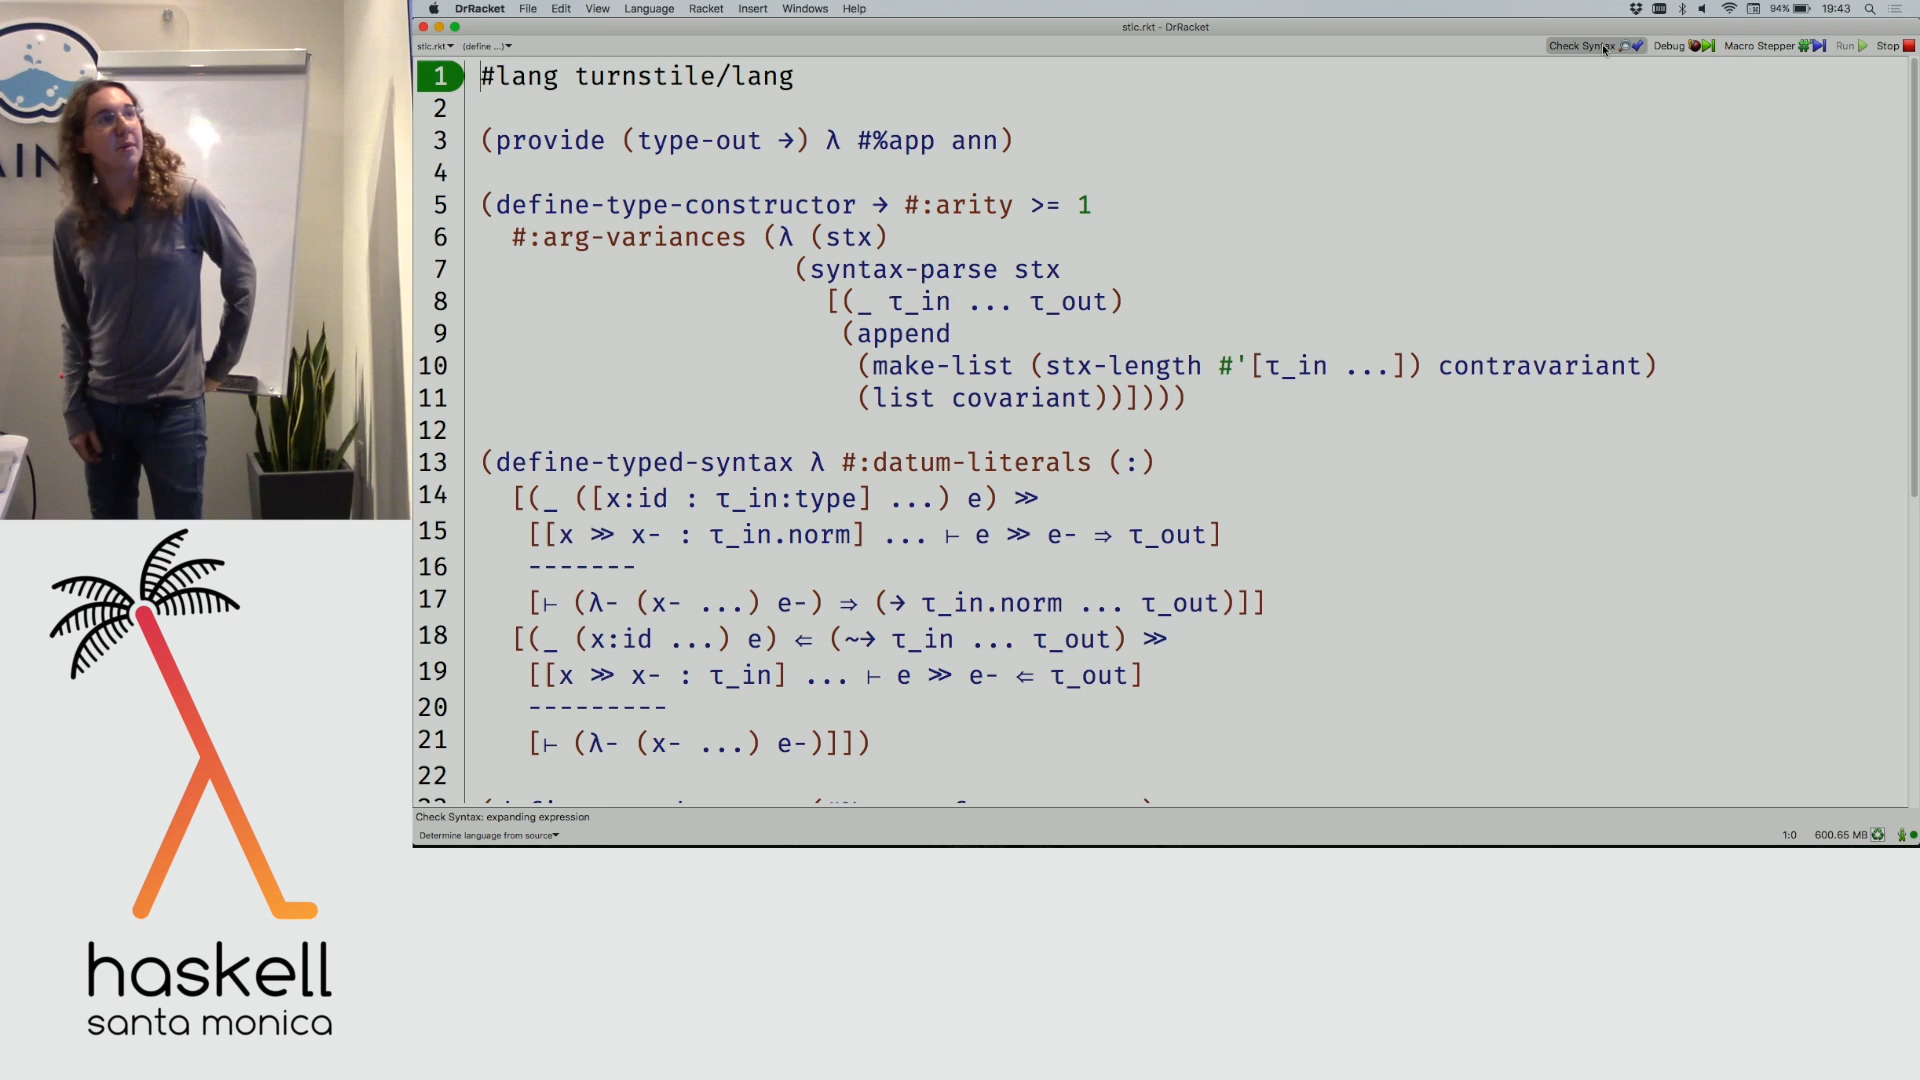 AIN
haskell
santa monica
DrRacket File Edit View Language Racket Insert Windows Help
94% 19:43
stlc.rkt - DrRacket
stlc.rkt (define ...)
Check Syntax Debug Macro Stepper Run Stop
1 #lang turnstile/lang
2
3 (provide (type-out →) λ #%app ann)
4
5 (define-type-constructor → #:arity >= 1
6 #:arg-variances (λ (stx)
7 (syntax-parse stx
8 [(_ τ_in ... τ_out)
9 (append
10 (make-list (stx-length #'[τ_in ...]) contravariant)
11 (list covariant))])))
12
13 (define-typed-syntax λ #:datum-literals (:)
14 [(_ ([x:id : τ_in:type] ...) e) ≫
15 [[x ≫ x- : τ_in.norm] ... ⊢ e ≫ e- ⇒ τ_out]
16 -------
17 [⊢ (λ- (x- ...) e-) ⇒ (→ τ_in.norm ... τ_out)]]
18 [(_ (x:id ...) e) ⇐ (~→ τ_in ... τ_out) ≫
19 [[x ≫ x- : τ_in] ... ⊢ e ≫ e- ⇐ τ_out]
20 ---------
21 [⊢ (λ- (x- ...) e-)]])
22
Check Syntax: expanding expression
Determine language from source
1:0 600.65 MB